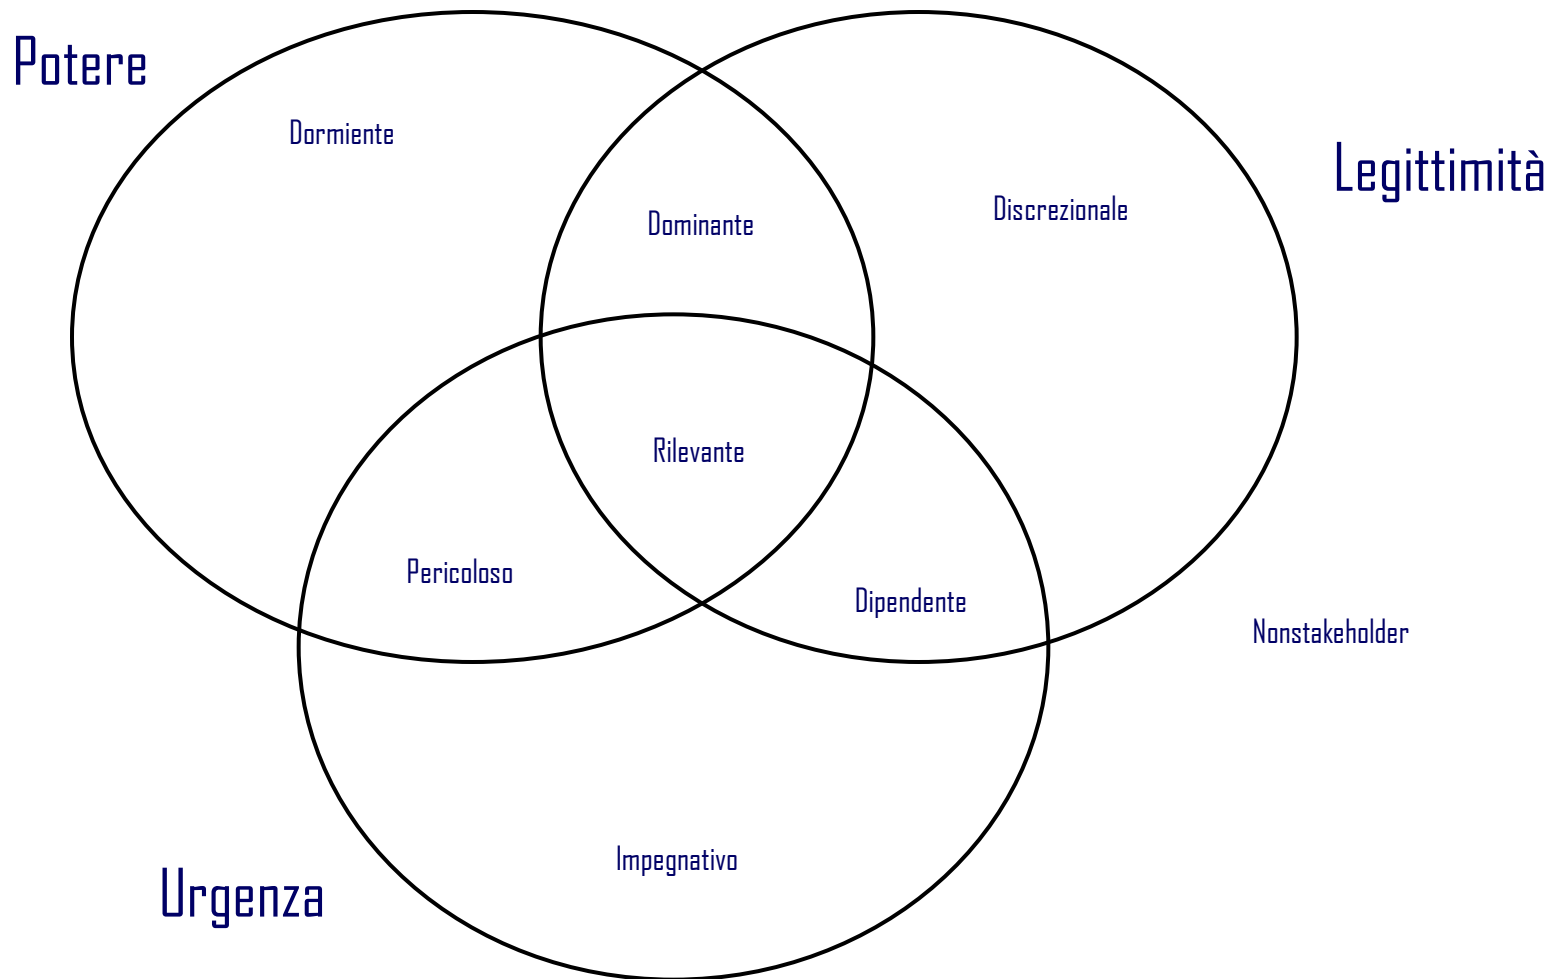 Potere
Dormiente
Legittimità
Discrezionale
Dominante
Rilevante
Pericoloso
Dipendente
Nonstakeholder
Impegnativo
Urgenza